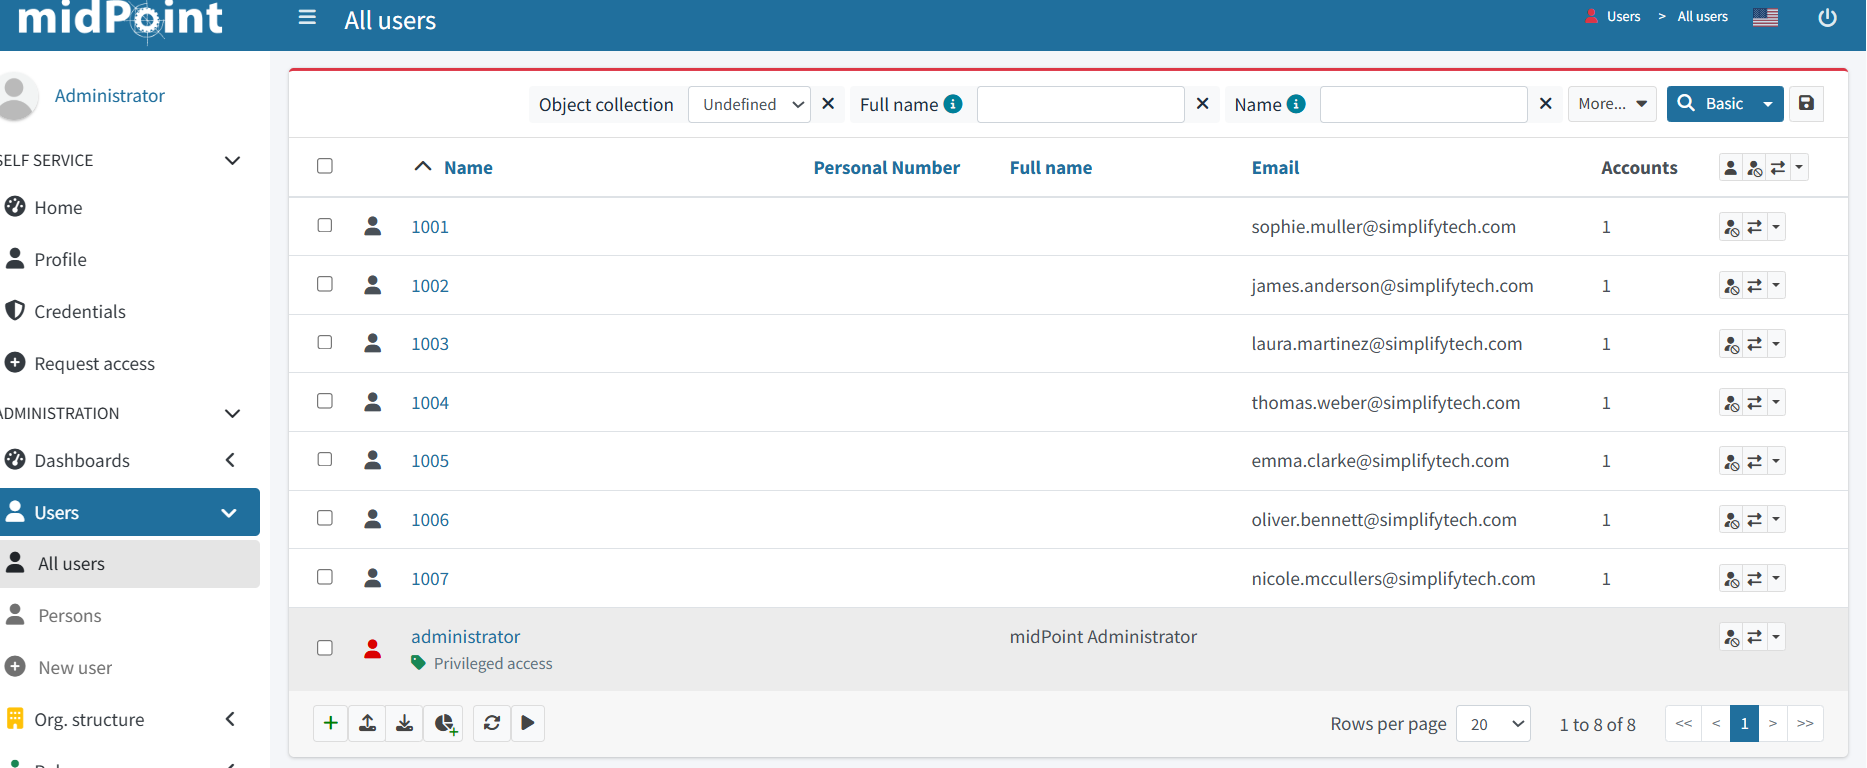 midPoint
All users
Users > All users
Administrator
Object collection Undefined Full name Name More... Basic
SELF SERVICE
Home
Profile
Credentials
Request access
ADMINISTRATION
Dashboards
Users
All users
Persons
New user
Org. structure
Name Personal Number Full name Email Accounts
1001 sophie.muller@simplifytech.com 1
1002 james.anderson@simplifytech.com 1
1003 laura.martinez@simplifytech.com 1
1004 thomas.weber@simplifytech.com 1
1005 emma.clarke@simplifytech.com 1
1006 oliver.bennett@simplifytech.com 1
1007 nicole.mccullers@simplifytech.com 1
administrator midPoint Administrator
Privileged access
Rows per page 20 1 to 8 of 8 << < 1 > >>